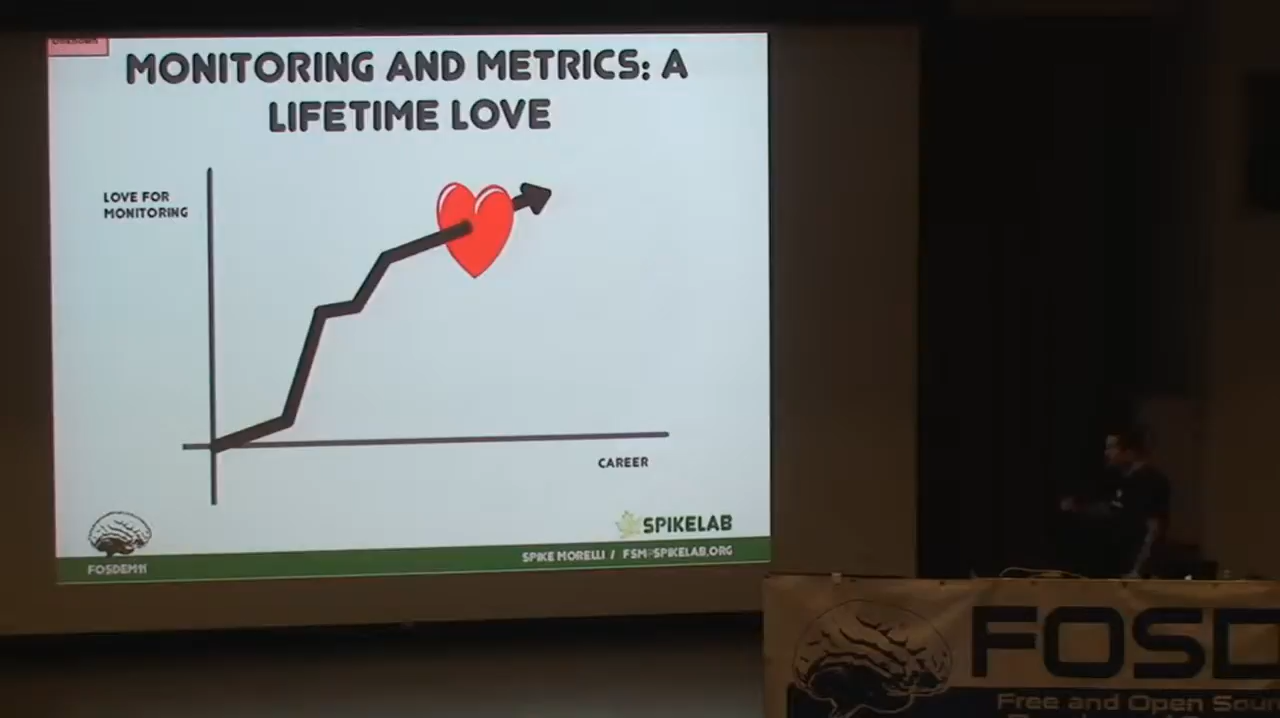 Unknown
MONITORING AND METRICS: A
LIFETIME LOVE
LOVE FOR
MONITORING
CAREER
SPIKELAB
SPIKE MORELLI / FSM@SPIKELAB.ORG
FOSDEM11
FOSD
Free and Open Sour